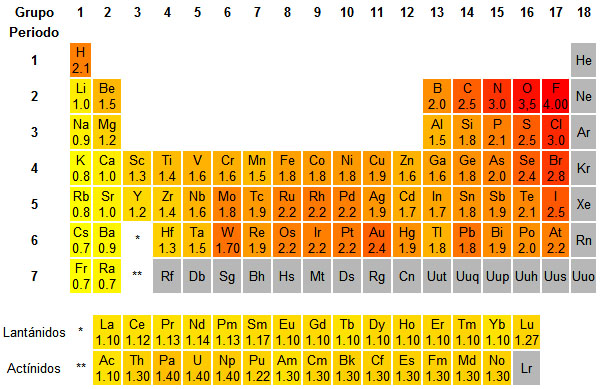 Grupo 1 2 3 4 5 6 7 8 9 10 11 12 13 14 15 16 17 18
Periodo
1 H He
2.1
2 Li Be B C N O F Ne
1.0 1.5 2.0 2.5 3.0 3.5 4.00
3 Na Mg Al Si P S Cl Ar
0.9 1.2 1.5 1.8 2.1 2.5 3.0
4 K Ca Sc Ti V Cr Mn Fe Co Ni Cu Zn Ga Ge As Se Br Kr
0.8 1.0 1.3 1.4 1.6 1.6 1.5 1.8 1.8 1.8 1.9 1.6 1.6 1.8 2.0 2.4 2.8
5 Rb Sr Y Zr Nb Mo Tc Ru Rh Pd Ag Cd In Sn Sb Te I Xe
0.8 1.0 1.2 1.4 1.6 1.8 1.9 2.2 2.2 2.2 1.9 1.7 1.7 1.8 1.9 2.1 2.5
6 Cs Ba * Hf Ta W Re Os Ir Pt Au Hg Tl Pb Bi Po At Rn
0.7 0.9 1.3 1.5 1.70 1.9 2.2 2.2 2.2 2.4 1.9 1.8 1.8 1.9 2.0 2.2
7 Fr Ra ** Rf Db Sg Bh Hs Mt Ds Rg Cn Uut Uuq Uup Uuh Uus Uuo
0.7 0.7
Lantánidos * La Ce Pr Nd Pm Sm Eu Gd Tb Dy Ho Er Tm Yb Lu
1.10 1.12 1.13 1.14 1.13 1.17 1.10 1.10 1.10 1.10 1.10 1.10 1.10 1.10 1.27
Actínidos ** Ac Th Pa U Np Pu Am Cm Bk Cf Es Fm Md No Lr
1.10 1.30 1.40 1.40 1.40 1.22 1.30 1.30 1.30 1.30 1.30 1.30 1.30 1.30